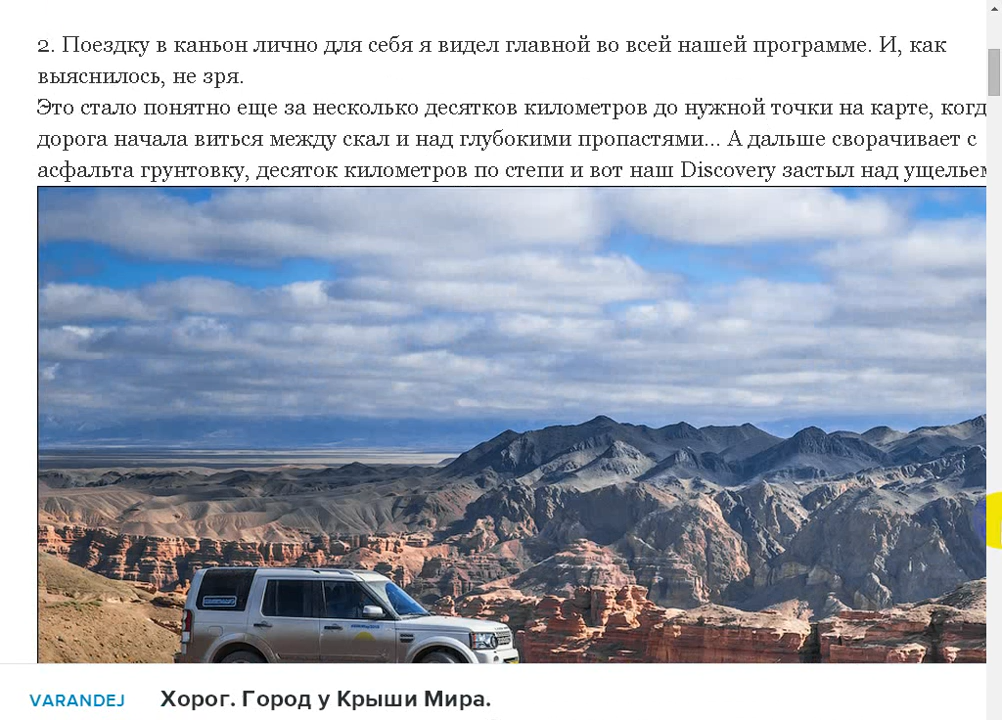 2. Поездку в каньон лично для себя я видел главной во всей нашей программе. И, как
выяснилось, не зря.
Это стало понятно еще за несколько десятков километров до нужной точки на карте, когд
дорога начала виться между скал и над глубокими пропастями... А дальше сворачивает с
асфальта грунтовку, десяток километров по степи и вот наш Discovery застыл над ущельем
VARANDEJ Хорог. Город у Крыши Мира.